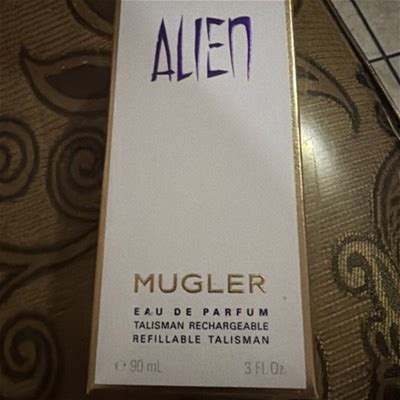 ALIEN
MUGLER
EAU DE PARFUM
TALISMAN RECHARGEABLE
REFILLABLE TALISMAN
℮ 90 mL 3 Fl. Oz.